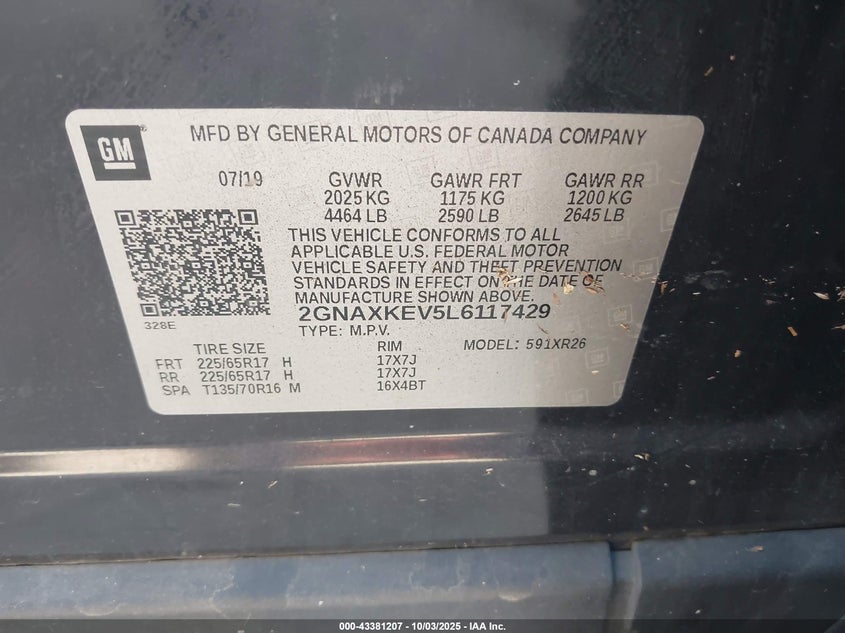 GM
MFD BY GENERAL MOTORS OF CANADA COMPANY
07/19 GVWR GAWR FRT GAWR RR
2025 KG 1175 KG 1200 KG
4464 LB 2590 LB 2645 LB
THIS VEHICLE CONFORMS TO ALL
APPLICABLE U.S. FEDERAL MOTOR
VEHICLE SAFETY AND THEFT PREVENTION
STANDARDS IN EFFECT ON THE DATE OF
MANUFACTURE SHOWN ABOVE.
2GNAXKEV5L6117429
328E TYPE: M.P.V. MODEL: 591XR26
TIRE SIZE RIM
FRT 225/65R17 H 17X7J
RR 225/65R17 H 17X7J
SPA T135/70R16 M 16X4BT
000-43381207 - 10/03/2025 - IAA Inc.